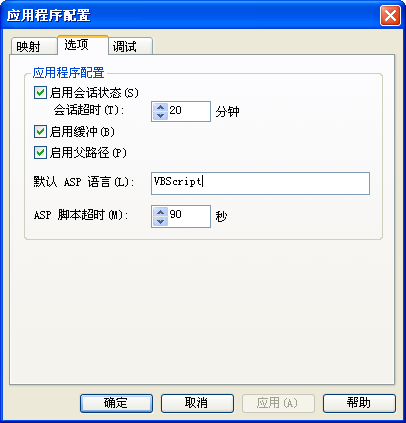 应用程序配置
映射 选项 调试
应用程序配置
启用会话状态(S)
会话超时(T): 20 分钟
启用缓冲(B)
启用父路径(P)
默认 ASP 语言(L): VBScript
ASP 脚本超时(M): 90 秒
确定 取消 应用(A) 帮助